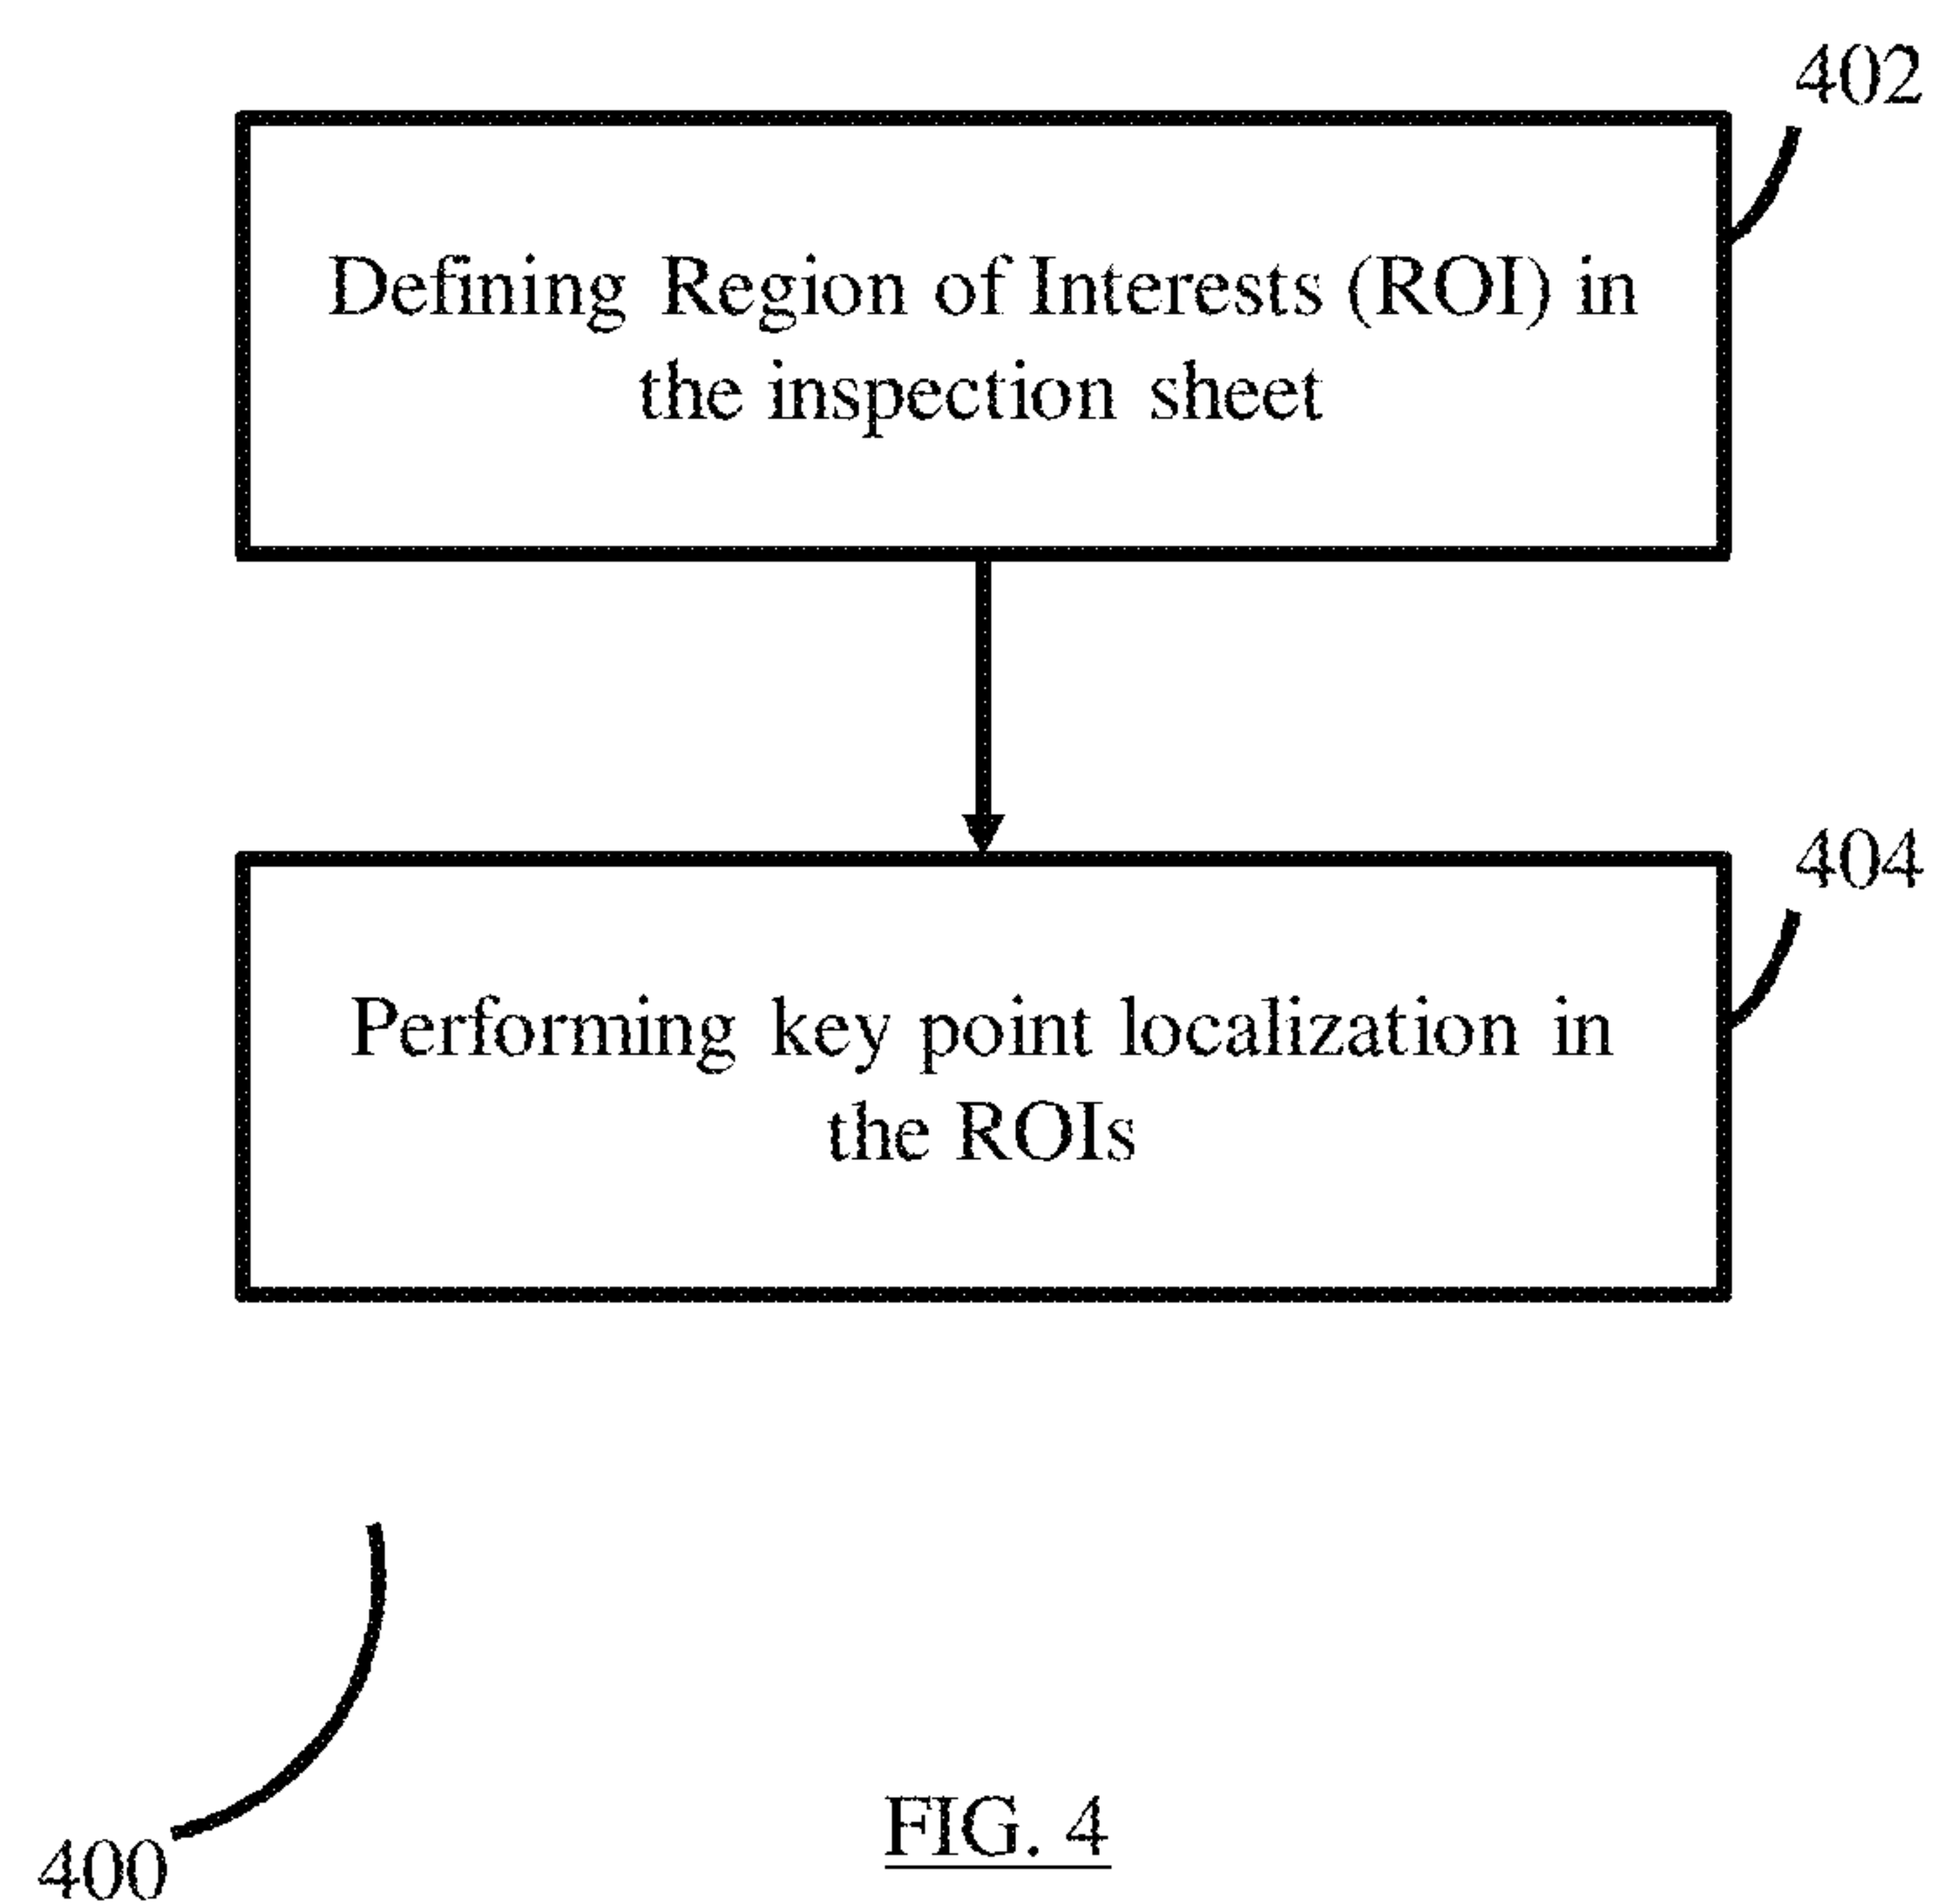 402
Defining Region of Interests (ROI) in
the inspection sheet
404
Performing key point localization in
the ROIs
400
FIG. 4